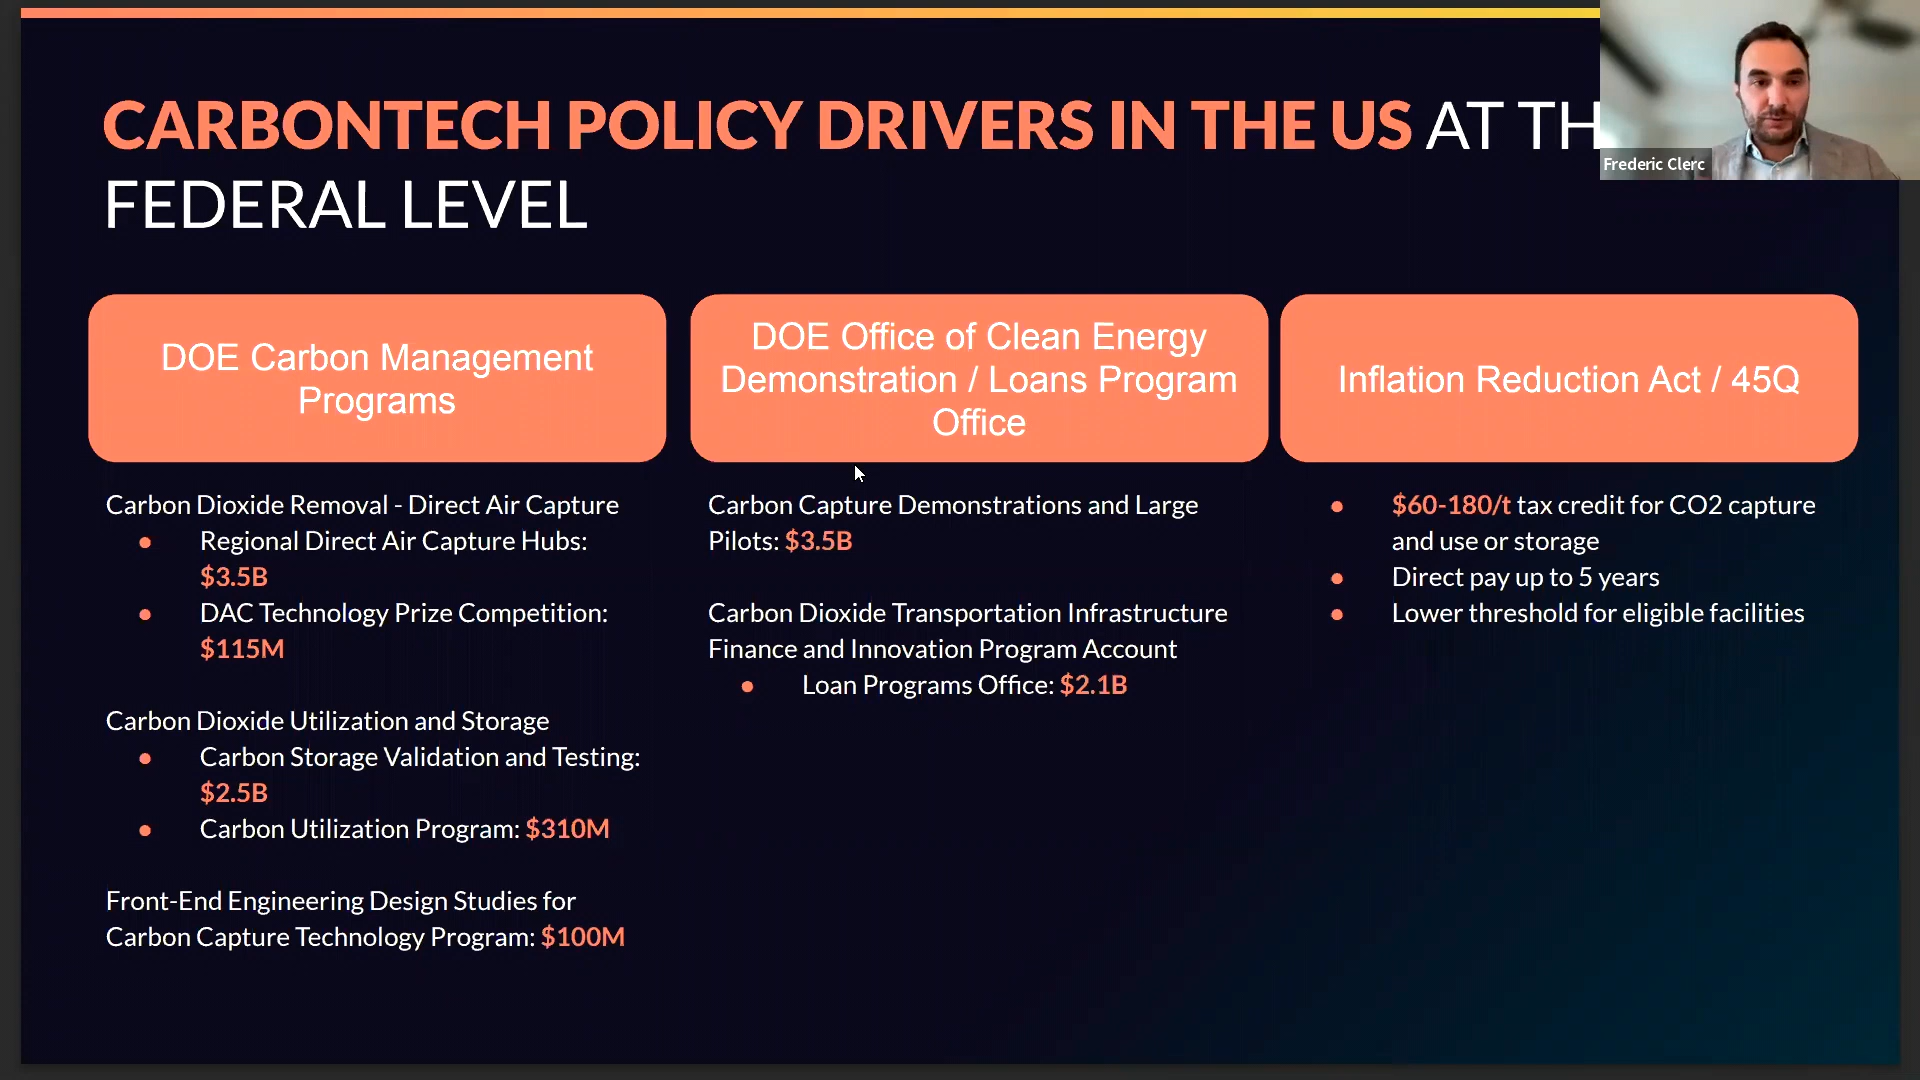 CARBONTECH POLICY DRIVERS IN THE US AT TH
FEDERAL LEVEL
Frederic Clerc
DOE Carbon Management
Programs
Carbon Dioxide Removal - Direct Air Capture
● Regional Direct Air Capture Hubs:
$3.5B
● DAC Technology Prize Competition:
$115M
Carbon Dioxide Utilization and Storage
● Carbon Storage Validation and Testing:
$2.5B
● Carbon Utilization Program: $310M
Front-End Engineering Design Studies for
Carbon Capture Technology Program: $100M
DOE Office of Clean Energy
Demonstration / Loans Program
Office
Carbon Capture Demonstrations and Large
Pilots: $3.5B
Carbon Dioxide Transportation Infrastructure
Finance and Innovation Program Account
● Loan Programs Office: $2.1B
Inflation Reduction Act / 45Q
● $60-180/t tax credit for CO2 capture
and use or storage
● Direct pay up to 5 years
● Lower threshold for eligible facilities